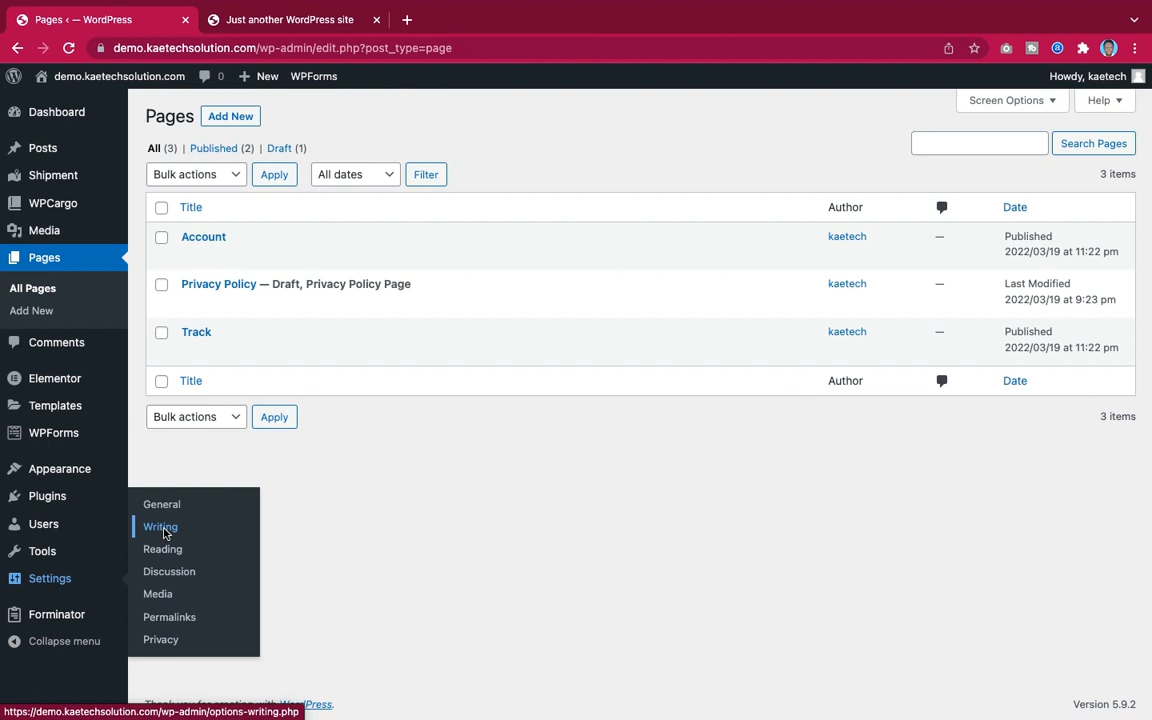 Pages ‹ — WordPress
Just another WordPress site
demo.kaetechsolution.com/wp-admin/edit.php?post_type=page
demo.kaetechsolution.com 0 New WPForms Howdy, kaetech
Dashboard
Posts
Shipment
WPCargo
Media
Pages
All Pages
Add New
Comments
Elementor
Templates
WPForms
Appearance
Plugins
Users
Tools
Settings
Forminator
Collapse menu
General
Writing
Reading
Discussion
Media
Permalinks
Privacy
Pages Add New
Screen Options Help
All (3) | Published (2) | Draft (1)
Search Pages
Bulk actions Apply All dates Filter
3 items
Title Author Date
Account kaetech — Published
2022/03/19 at 11:22 pm
Privacy Policy — Draft, Privacy Policy Page kaetech — Last Modified
2022/03/19 at 9:23 pm
Track kaetech — Published
2022/03/19 at 11:22 pm
Title Author Date
Bulk actions Apply
3 items
Thank you for creating with WordPress.
Version 5.9.2
https://demo.kaetechsolution.com/wp-admin/options-writing.php